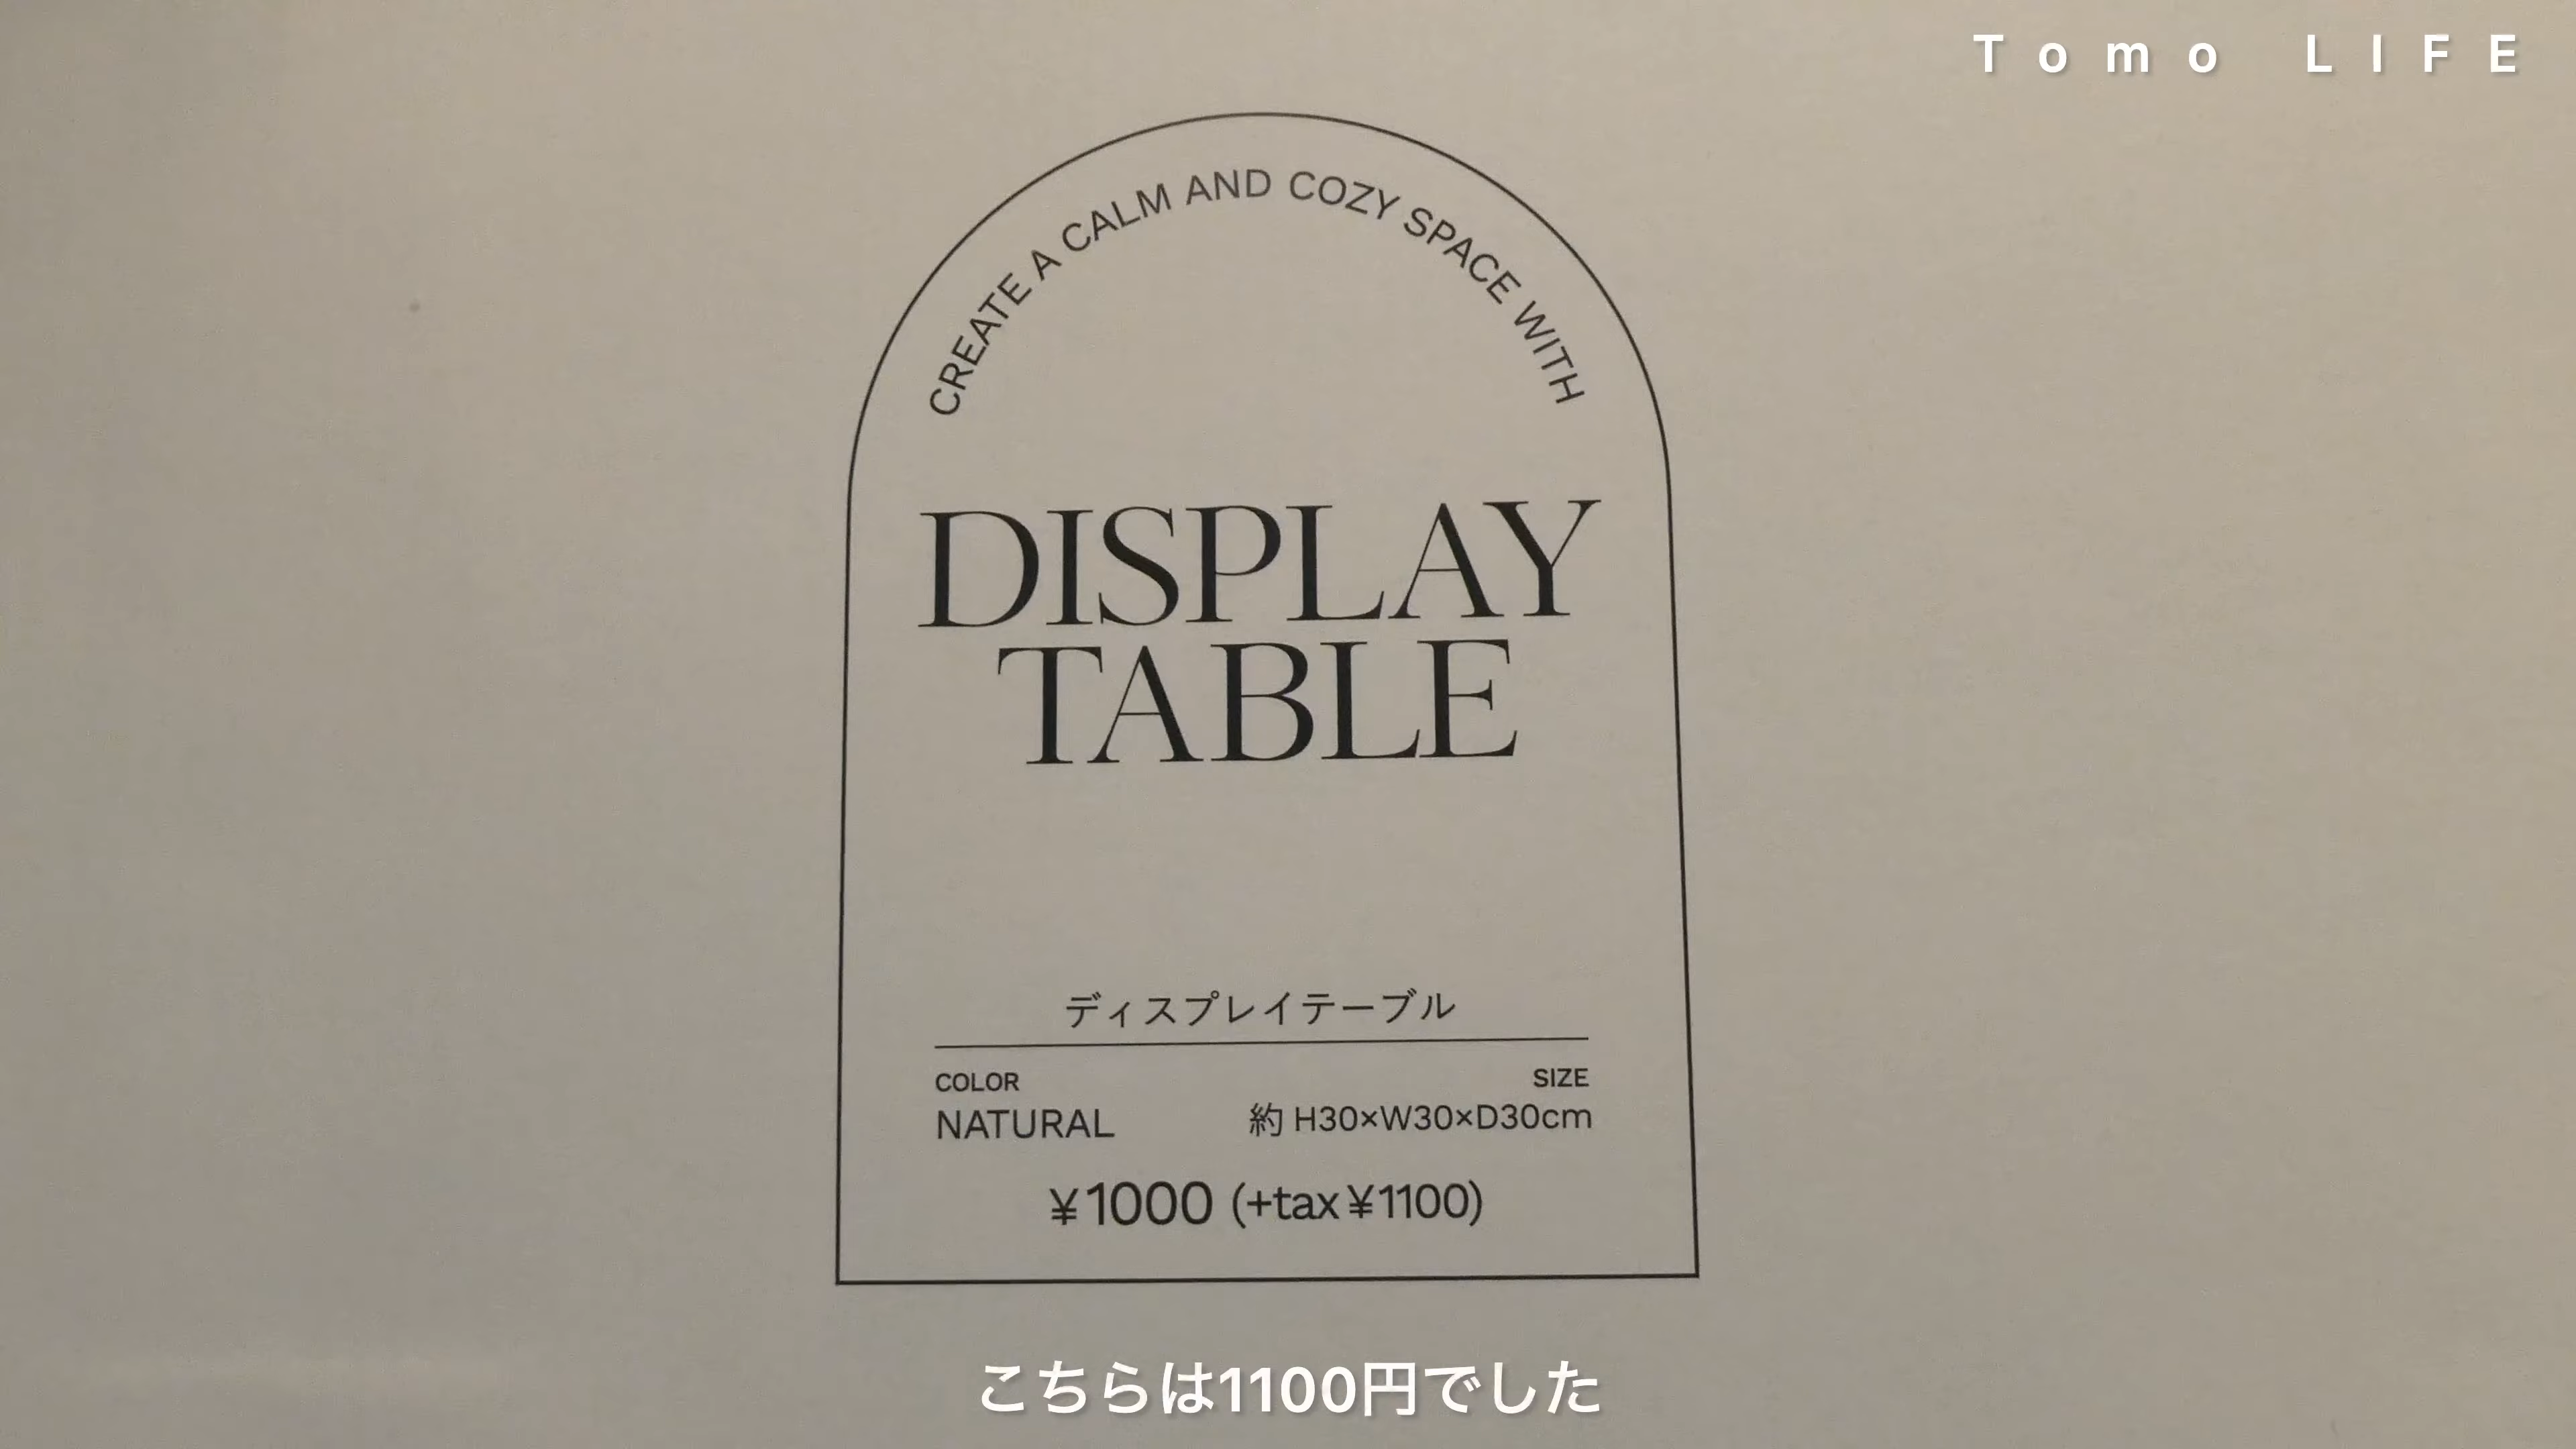 Tomo LIFE
CREATE A CALM AND COZY SPACE WITH
DISPLAY
TABLE
ディスプレイテーブル
COLOR
NATURAL
SIZE
約 H30×W30×D30cm
¥1000 (+tax¥1100)
こちらは1100円でした